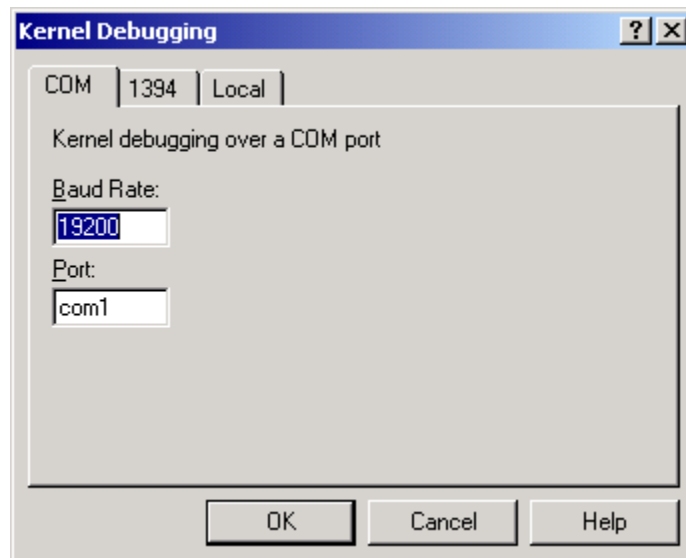 Kernel Debugging
COM 1394 Local
Kernel debugging over a COM port
Baud Rate:
19200
Port:
com1
OK Cancel Help